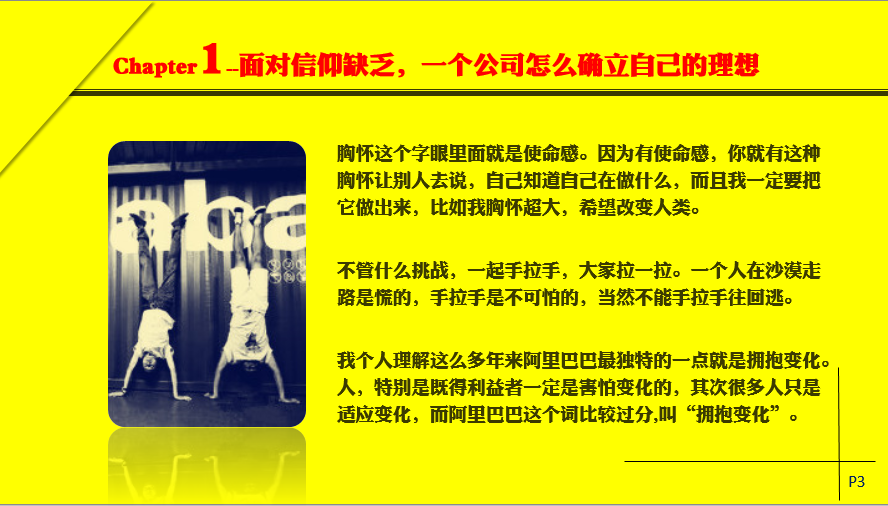 Chapter 1--面对信仰缺乏，一个公司怎么确立自己的理想
aba
胸怀这个字眼里面就是使命感。因为有使命感，你就有这种
胸怀让别人去说，自己知道自己在做什么，而且我一定要把
它做出来，比如我胸怀超大，希望改变人类。
不管什么挑战，一起手拉手，大家拉一拉。一个人在沙漠走
路是慌的，手拉手是不可怕的，当然不能手拉手往回逃。
我个人理解这么多年来阿里巴巴最独特的一点就是拥抱变化。
人，特别是既得利益者一定是害怕变化的，其次很多人只是
适应变化，而阿里巴巴这个词比较过分,叫“拥抱变化”。
P3